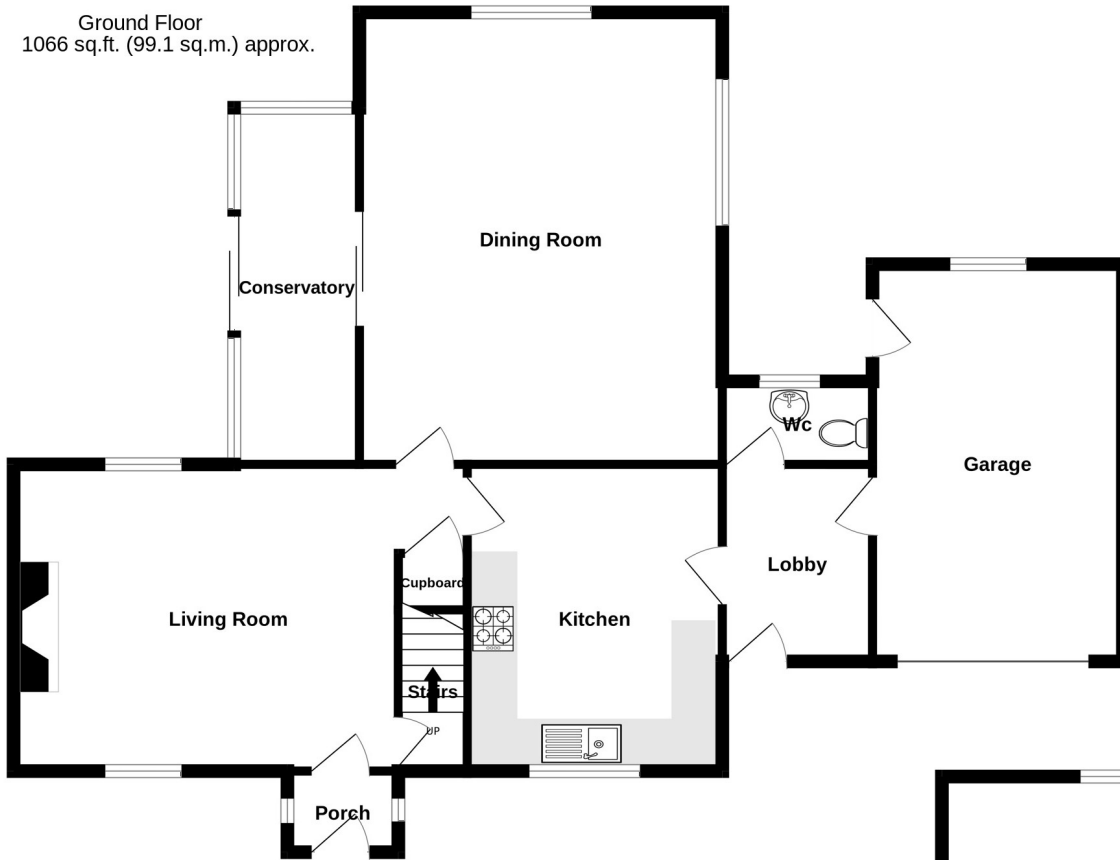 Ground Floor
1066 sq.ft. (99.1 sq.m.) approx.
Dining Room
Conservatory
Wc
Garage
Lobby
Cupboard
Living Room
Kitchen
Stairs
UP
Porch